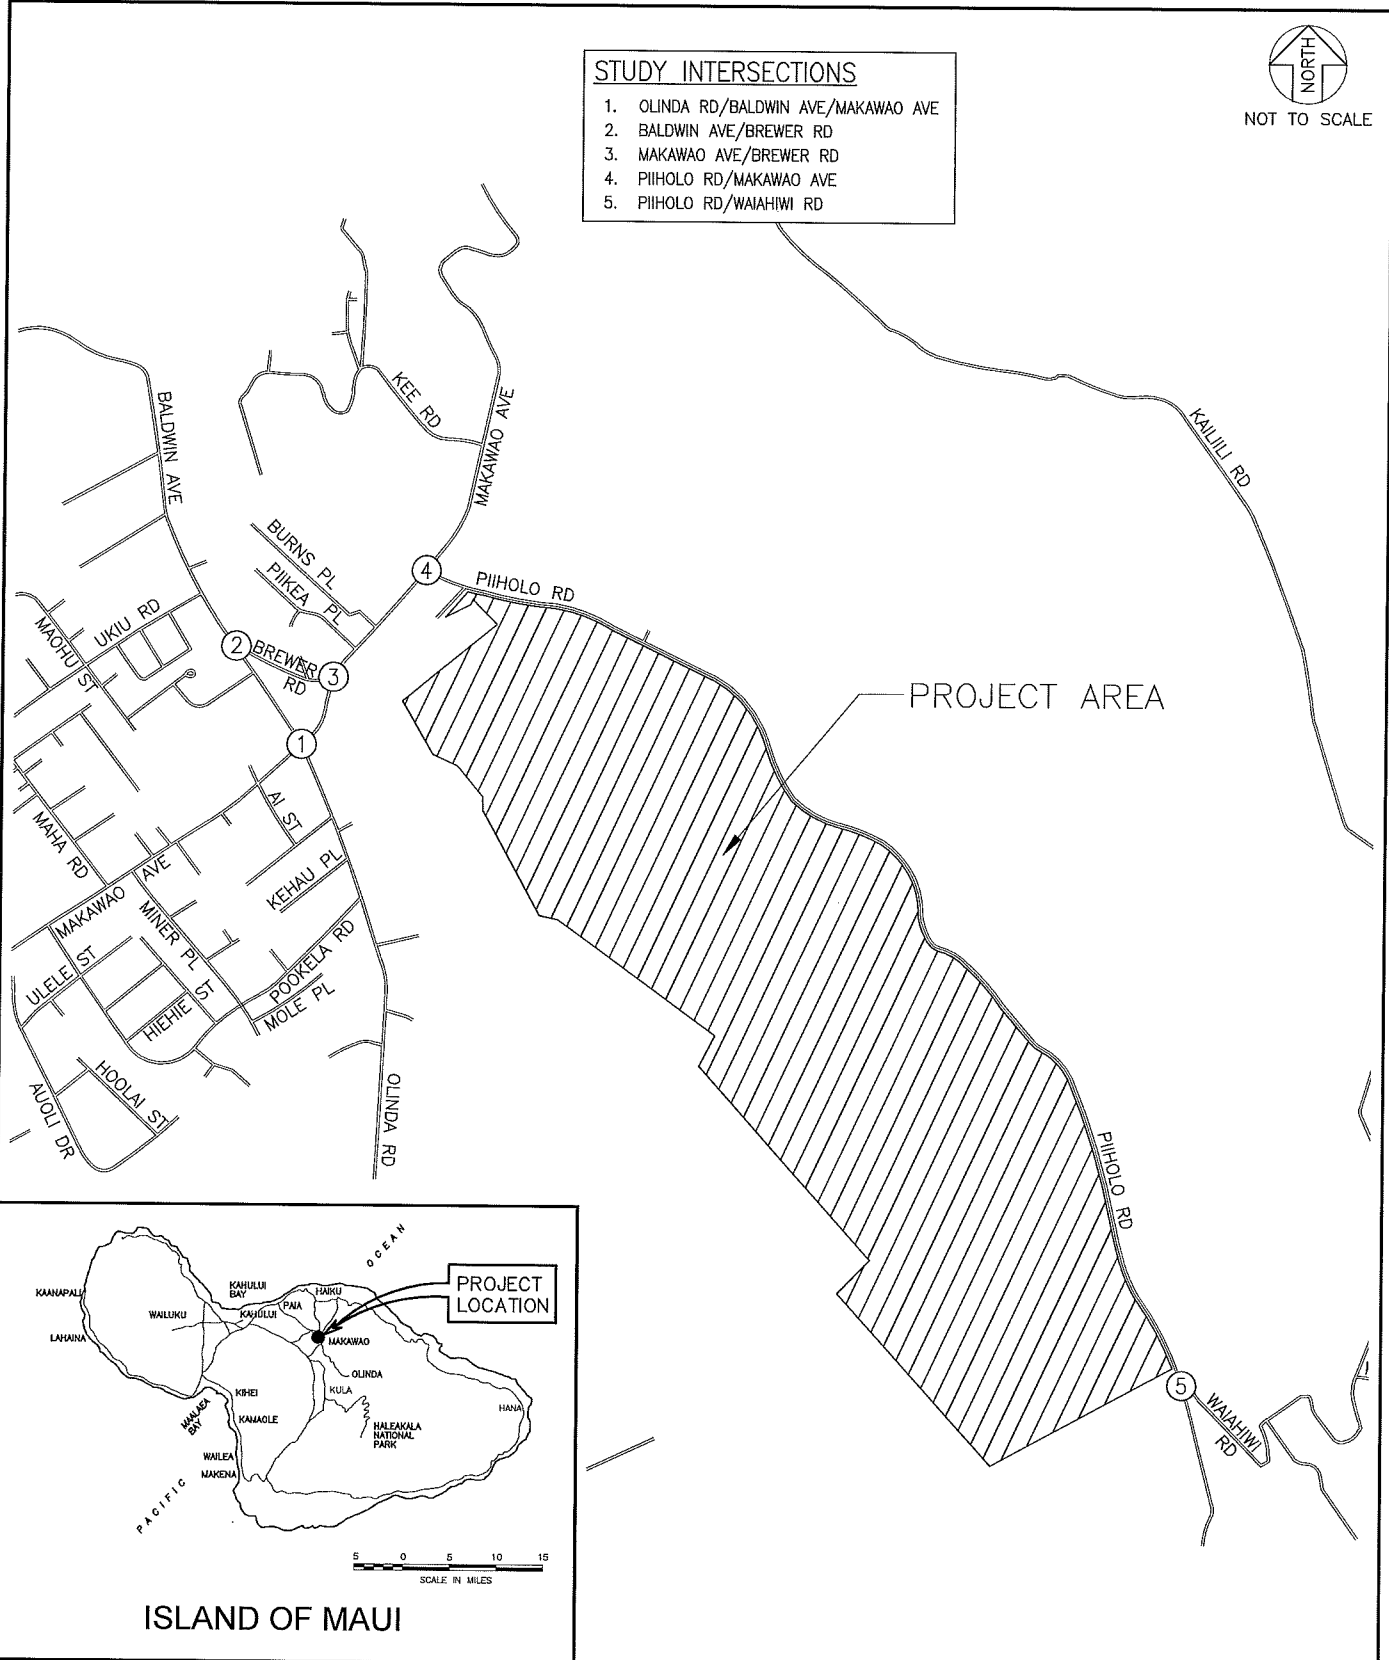 STUDY INTERSECTIONS
1. OLINDA RD/BALDWIN AVE/MAKAWAO AVE
2. BALDWIN AVE/BREWER RD
3. MAKAWAO AVE/BREWER RD
4. PIIHOLO RD/MAKAWAO AVE
5. PIIHOLO RD/WAIAHIWI RD
NORTH
NOT TO SCALE
BALDWIN AVE
KEE RD
MAKAWAO AVE
KAILIILI RD
BURNS PL
PIIKEA PL
4
PIIHOLO RD
MAOHU ST
UKIU RD
2
BREWER
RD
3
PROJECT AREA
1
AI ST
MAHA RD
MAKAWAO AVE
KEHAU PL
MINER PL
ULELE ST
POOKELA RD
MOLE PL
HIEHIE ST
HOOLAI ST
AUOLI DR
OLINDA RD
PIIHOLO RD
5
WAIAHIWI
RD
OCEAN
PROJECT
LOCATION
KAANAPALI
KAHULUI
BAY
HAIKU
WAILUKU
KAHULUI
PAIA
LAHAINA
MAKAWAO
OLINDA
KULA
KIHEI
MAALAEA
BAY
KAMAOLE
HANA
HALEAKALA
NATIONAL
PARK
WAILEA
MAKENA
PACIFIC
5 0 5 10 15
SCALE IN MILES
ISLAND OF MAUI